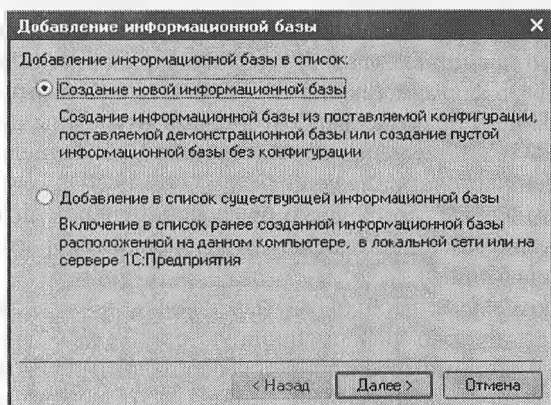 Добавление информационной базы
Добавление информационной базы в список:
Создание новой информационной базы
Создание информационной базы из поставляемой конфигурации,
поставляемой демонстрационной базы или создание пустой
информационной базы без конфигурации
Добавление в список существующей информационной базы
Включение в список ранее созданной информационной базы
расположенной на данном компьютере, в локальной сети или на
сервере 1С:Предприятия
< Назад Далее > Отмена